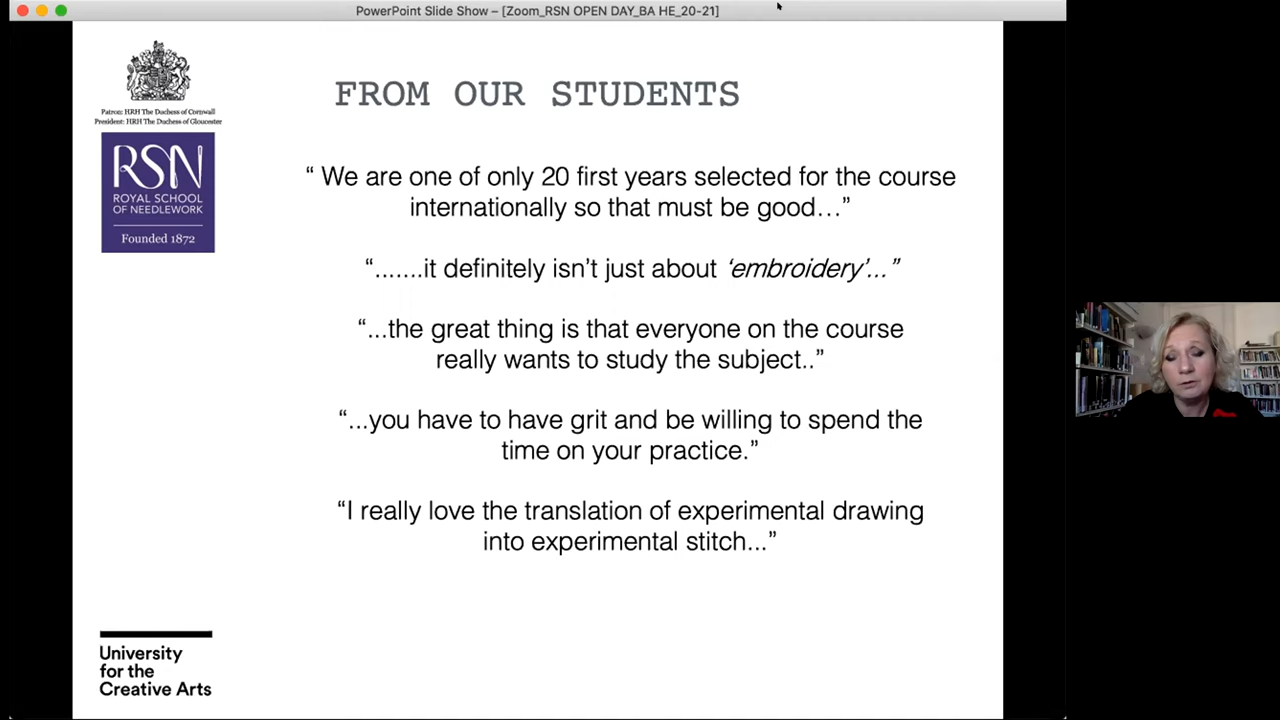 PowerPoint Slide Show – [Zoom_RSN OPEN DAY_BA HE_20-21]
Patron: HRH The Duchess of Cornwall
President: HRH The Duchess of Gloucester
RSN
ROYAL SCHOOL
OF NEEDLEWORK
Founded 1872
FROM OUR STUDENTS
“ We are one of only 20 first years selected for the course
internationally so that must be good…”
“…….it definitely isn’t just about ‘embroidery’…”
“…the great thing is that everyone on the course
really wants to study the subject..”
“…you have to have grit and be willing to spend the
time on your practice.”
“I really love the translation of experimental drawing
into experimental stitch…”
University
for the
Creative Arts